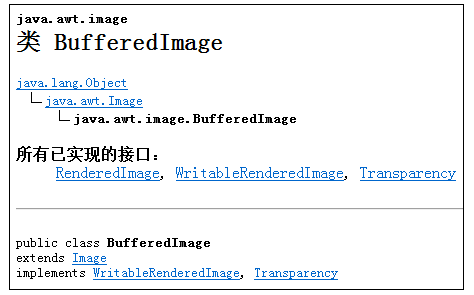 java.awt.image
类 BufferedImage
java.lang.Object
java.awt.Image
java.awt.image.BufferedImage
所有已实现的接口：
RenderedImage, WritableRenderedImage, Transparency
public class BufferedImage
extends Image
implements WritableRenderedImage, Transparency